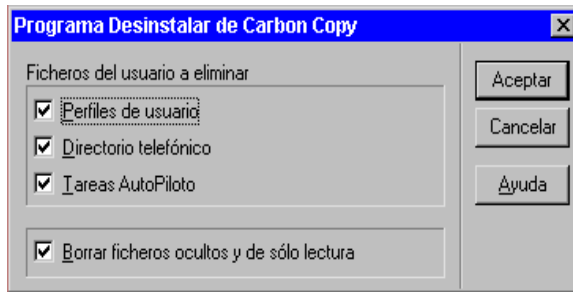 Programa Desinstalar de Carbon Copy
Ficheros del usuario a eliminar
Perfiles de usuario
Directorio telefónico
Tareas AutoPiloto
Borrar ficheros ocultos y de sólo lectura
Aceptar
Cancelar
Ayuda